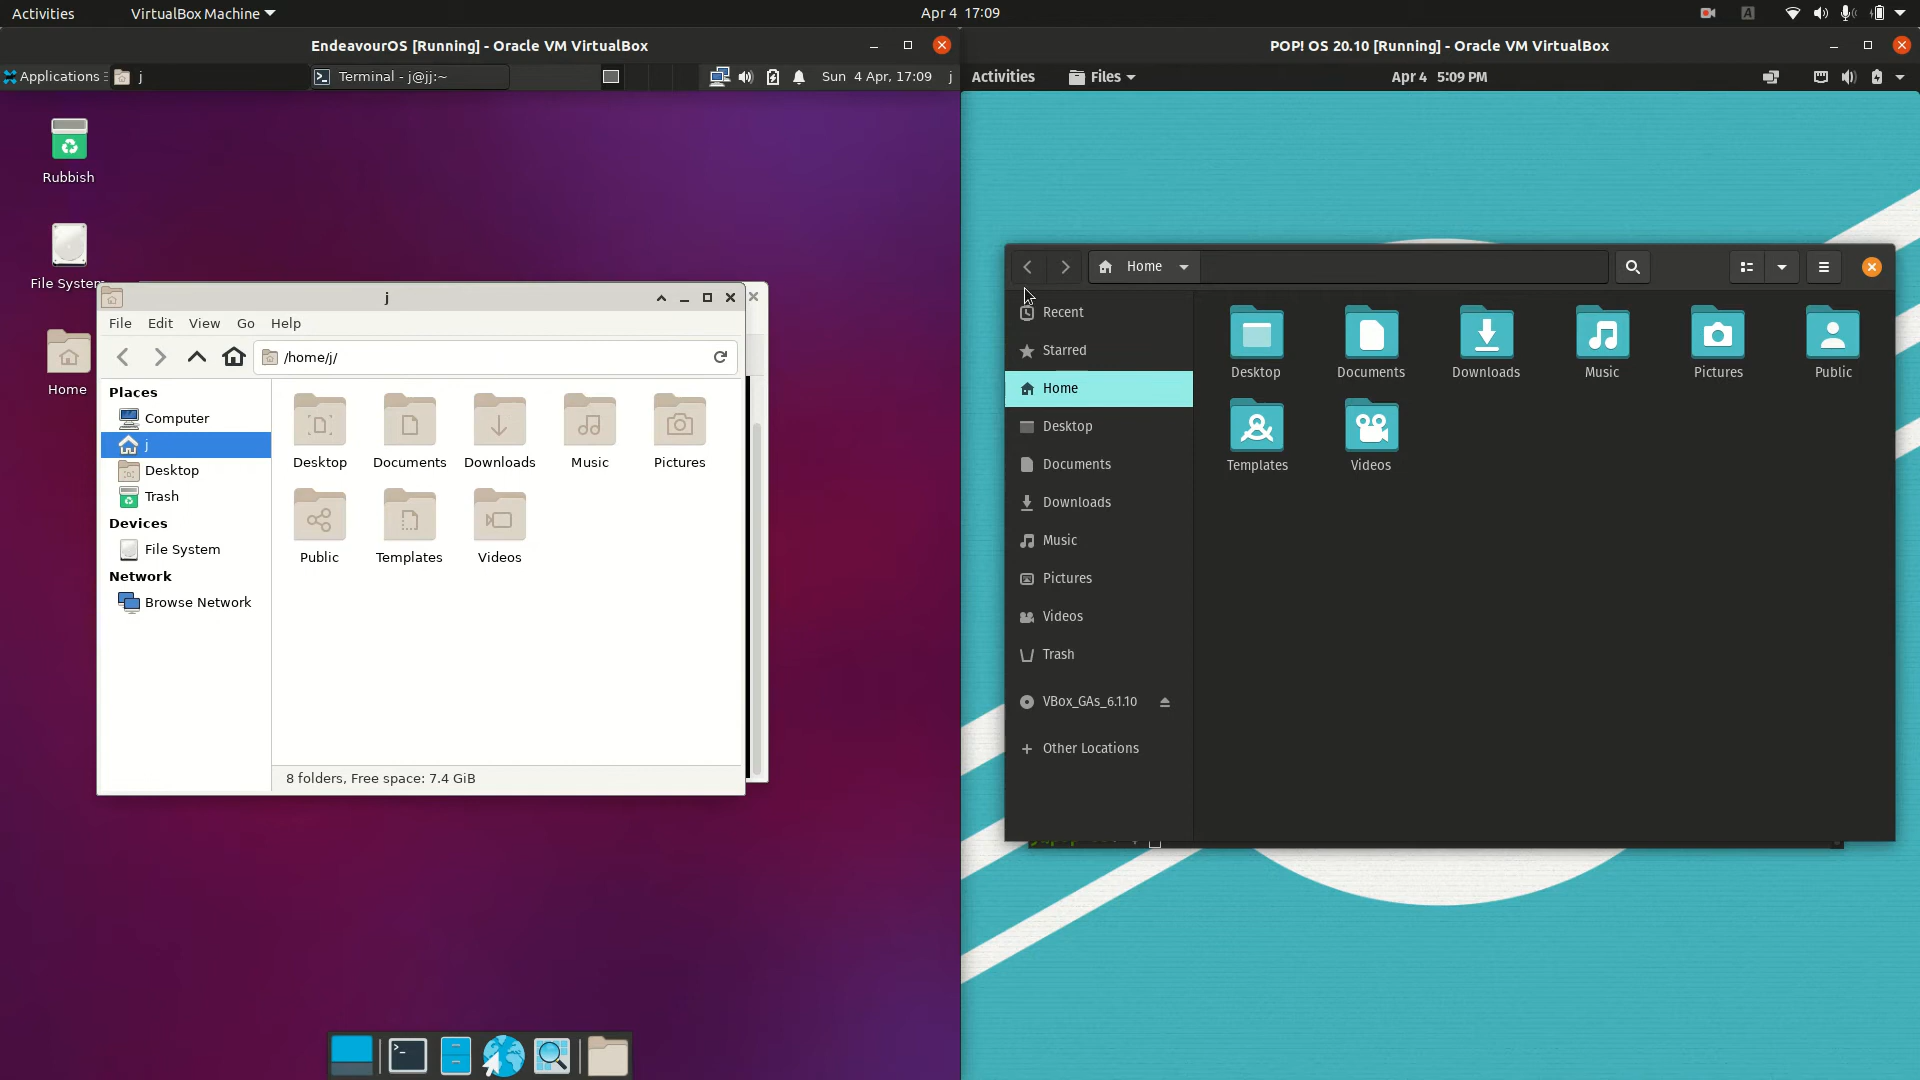 Activities
VirtualBox Machine
Apr 4 17:09
A
EndeavourOS [Running] - Oracle VM VirtualBox
Applications
j
Terminal - j@jj:~
Sun 4 Apr, 17:09
j
Rubbish
File System
Home
j
File Edit View Go Help
/home/j/
Places
Computer
j
Desktop
Trash
Devices
File System
Network
Browse Network
Desktop
Documents
Downloads
Music
Pictures
Public
Templates
Videos
8 folders, Free space: 7.4 GiB
>_
POP! OS 20.10 [Running] - Oracle VM VirtualBox
Activities
Files
Apr 4 5:09 PM
Home
Recent
Starred
Home
Desktop
Documents
Downloads
Music
Pictures
Videos
Trash
VBox_GAs_6.1.10
Other Locations
Desktop
Documents
Downloads
Music
Pictures
Public
Templates
Videos